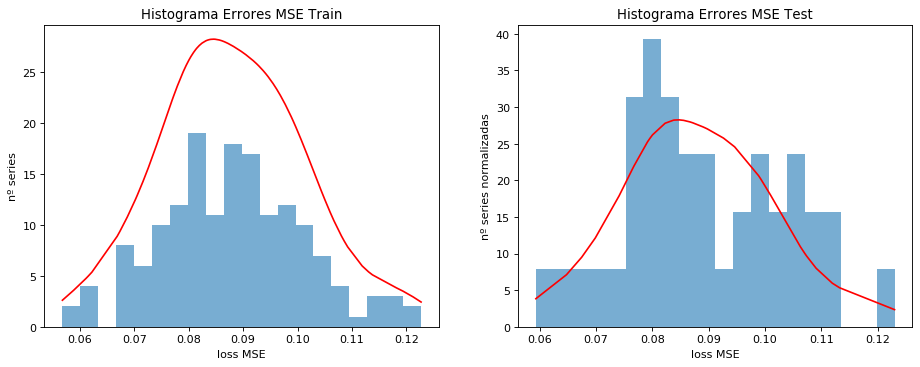 Histograma Errores MSE Train
nº series
25
20
15
10
5
0
0.06 0.07 0.08 0.09 0.10 0.11 0.12
loss MSE
Histograma Errores MSE Test
nº series normalizadas
40
35
30
25
20
15
10
5
0
0.06 0.07 0.08 0.09 0.10 0.11 0.12
loss MSE